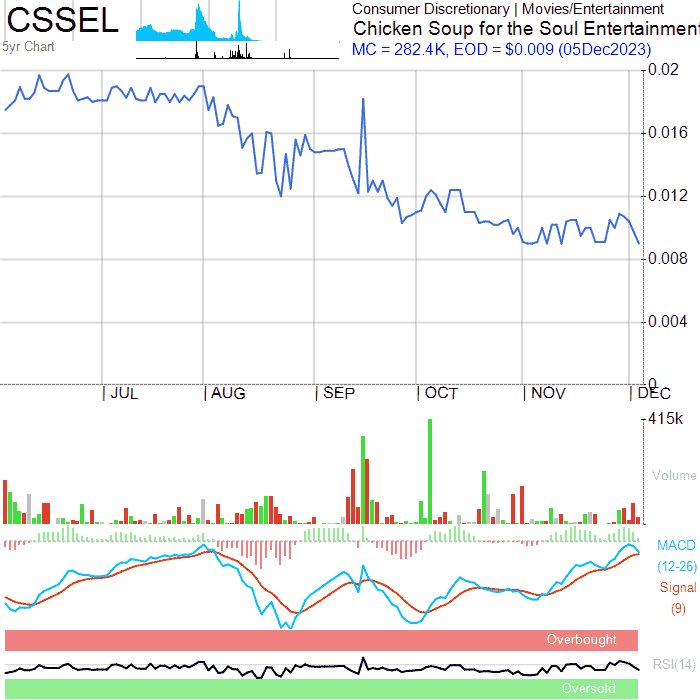 CSSEL
5yr Chart
Consumer Discretionary | Movies/Entertainment
Chicken Soup for the Soul Entertainment
MC = 282.4K, EOD = $0.009 (05Dec2023)
0.02
0.016
0.012
0.008
0.004
0
| JUL | AUG | SEP | OCT | NOV | DEC
415k
Volume
MACD
(12-26)
Signal
(9)
Overbought
RSI(14)
Oversold